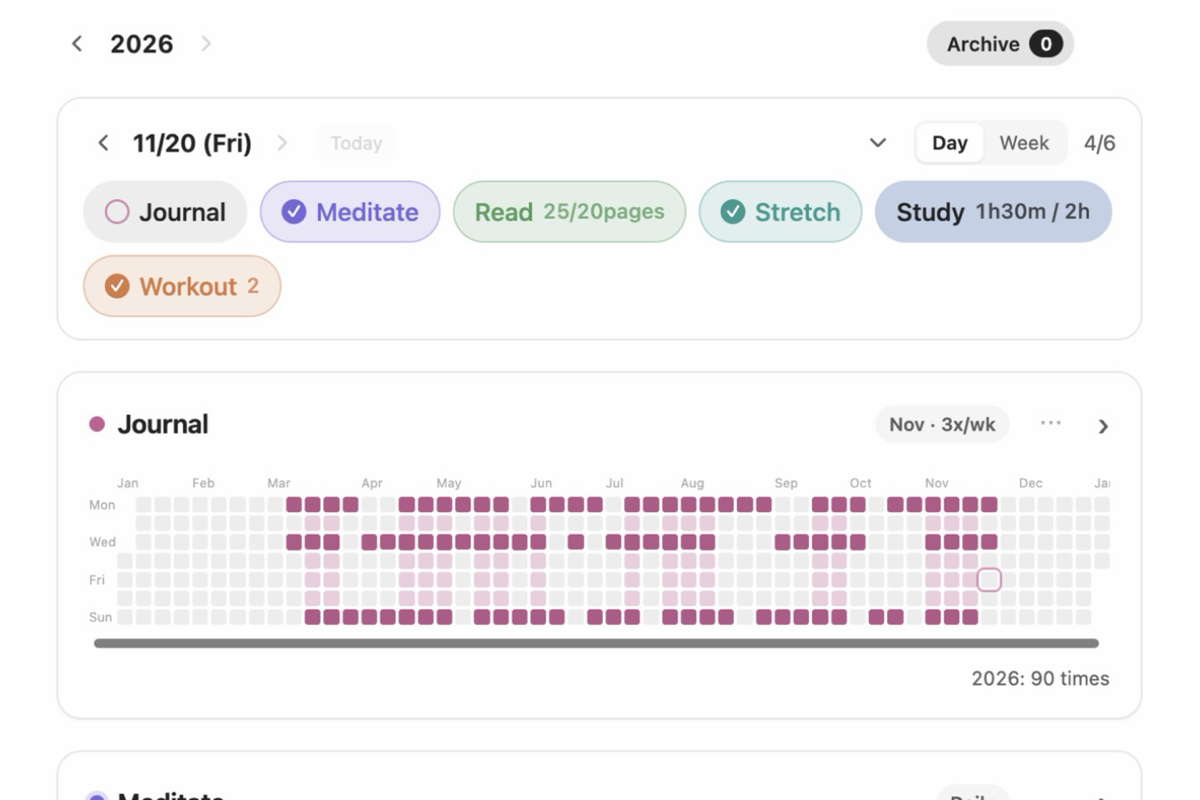 2026 Archive 0
11/20 (Fri) Today Day Week 4/6
Journal Meditate Read 25/20pages Stretch Study 1h30m / 2h
Workout 2
Journal Nov · 3x/wk ...
Jan Feb Mar Apr May Jun Jul Aug Sep Oct Nov Dec
Mon
Wed
Fri
Sun
2026: 90 times
Meditate Daily